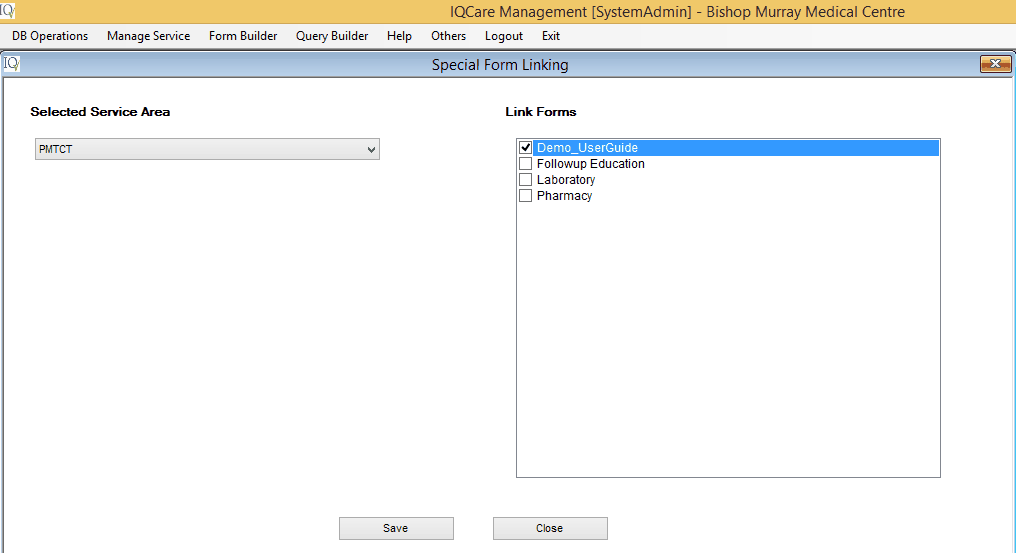 IQ
IQCare Management [SystemAdmin] - Bishop Murray Medical Centre
DB Operations Manage Service Form Builder Query Builder Help Others Logout Exit
IQ
Special Form Linking
Selected Service Area
PMTCT
Link Forms
Demo_UserGuide
Followup Education
Laboratory
Pharmacy
Save
Close